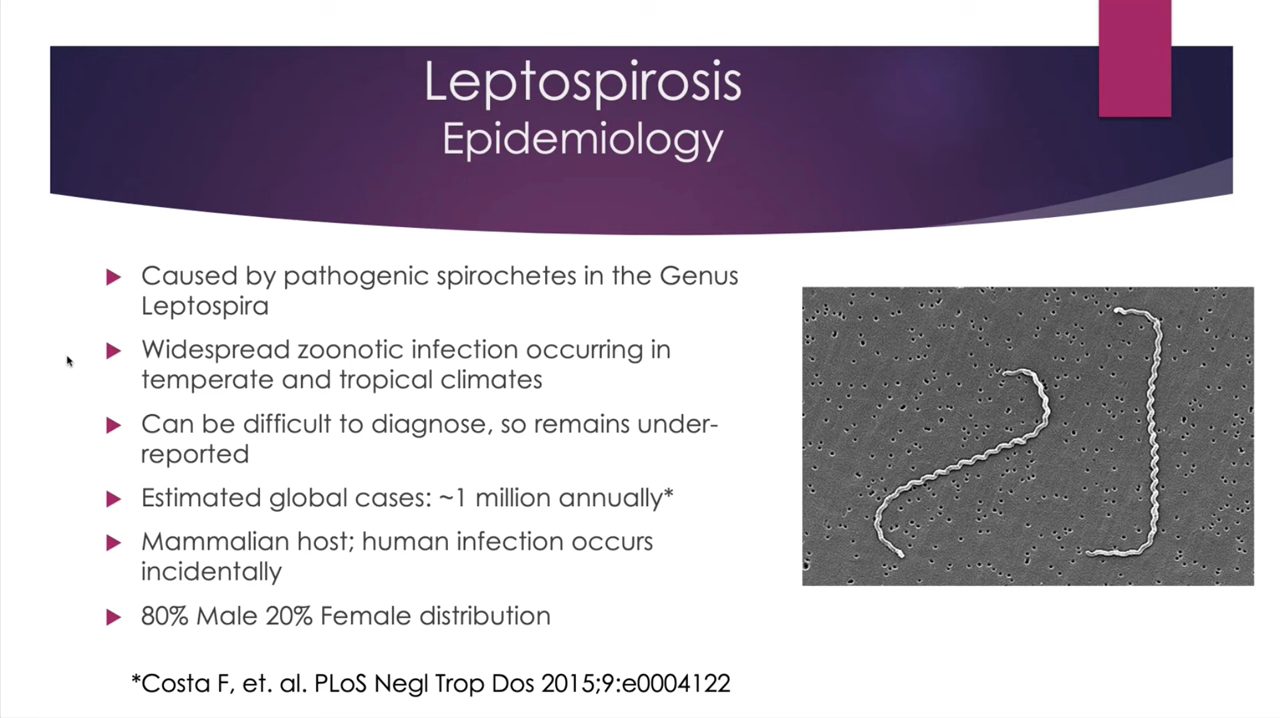 Leptospirosis
Epidemiology
Caused by pathogenic spirochetes in the Genus
Leptospira
Widespread zoonotic infection occurring in
temperate and tropical climates
Can be difficult to diagnose, so remains under-
reported
Estimated global cases: ~1 million annually*
Mammalian host; human infection occurs
incidentally
80% Male 20% Female distribution
*Costa F, et. al. PLoS Negl Trop Dos 2015;9:e0004122